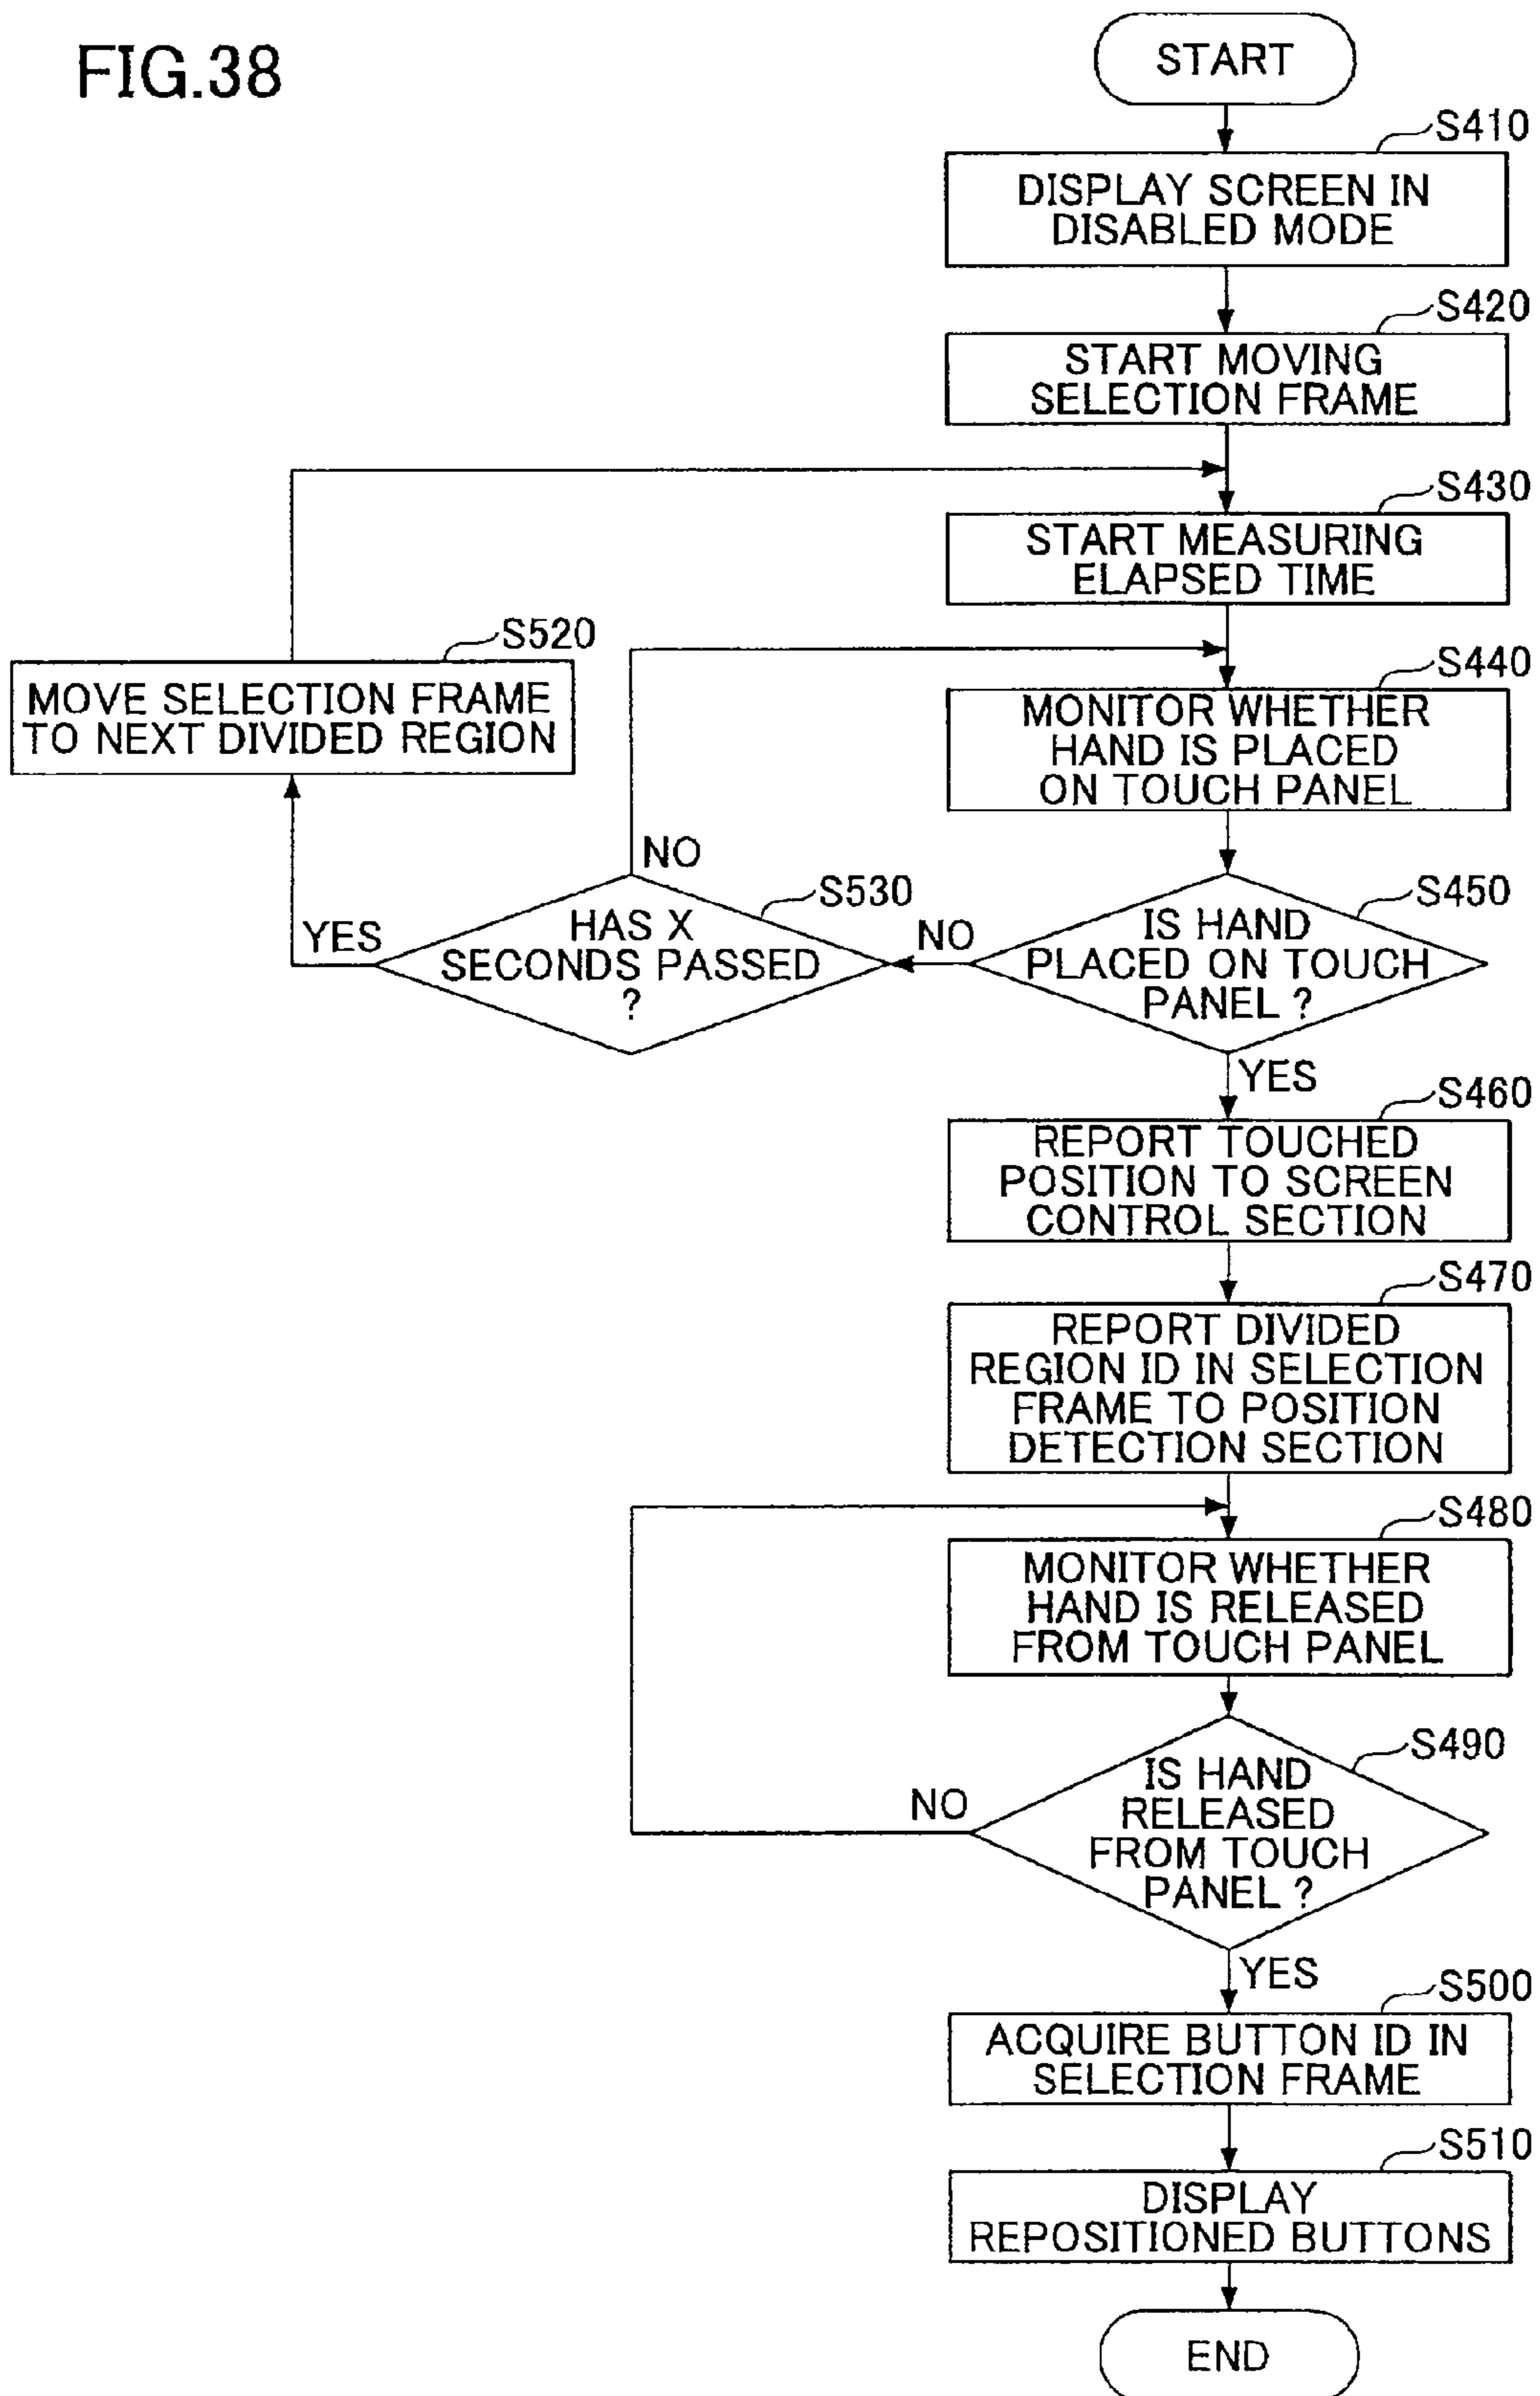 FIG.38
START
S410
DISPLAY SCREEN IN
DISABLED MODE
S420
START MOVING
SELECTION FRAME
S430
START MEASURING
ELAPSED TIME
S520
MOVE SELECTION FRAME
TO NEXT DIVIDED REGION
S440
MONITOR WHETHER
HAND IS PLACED
ON TOUCH PANEL
NO
YES
S530
HAS X
SECONDS PASSED
?
NO
S450
IS HAND
PLACED ON TOUCH
PANEL ?
YES
S460
REPORT TOUCHED
POSITION TO SCREEN
CONTROL SECTION
S470
REPORT DIVIDED
REGION ID IN SELECTION
FRAME TO POSITION
DETECTION SECTION
S480
MONITOR WHETHER
HAND IS RELEASED
FROM TOUCH PANEL
S490
IS HAND
RELEASED
FROM TOUCH
PANEL ?
NO
YES
S500
ACQUIRE BUTTON ID IN
SELECTION FRAME
S510
DISPLAY
REPOSITIONED BUTTONS
END